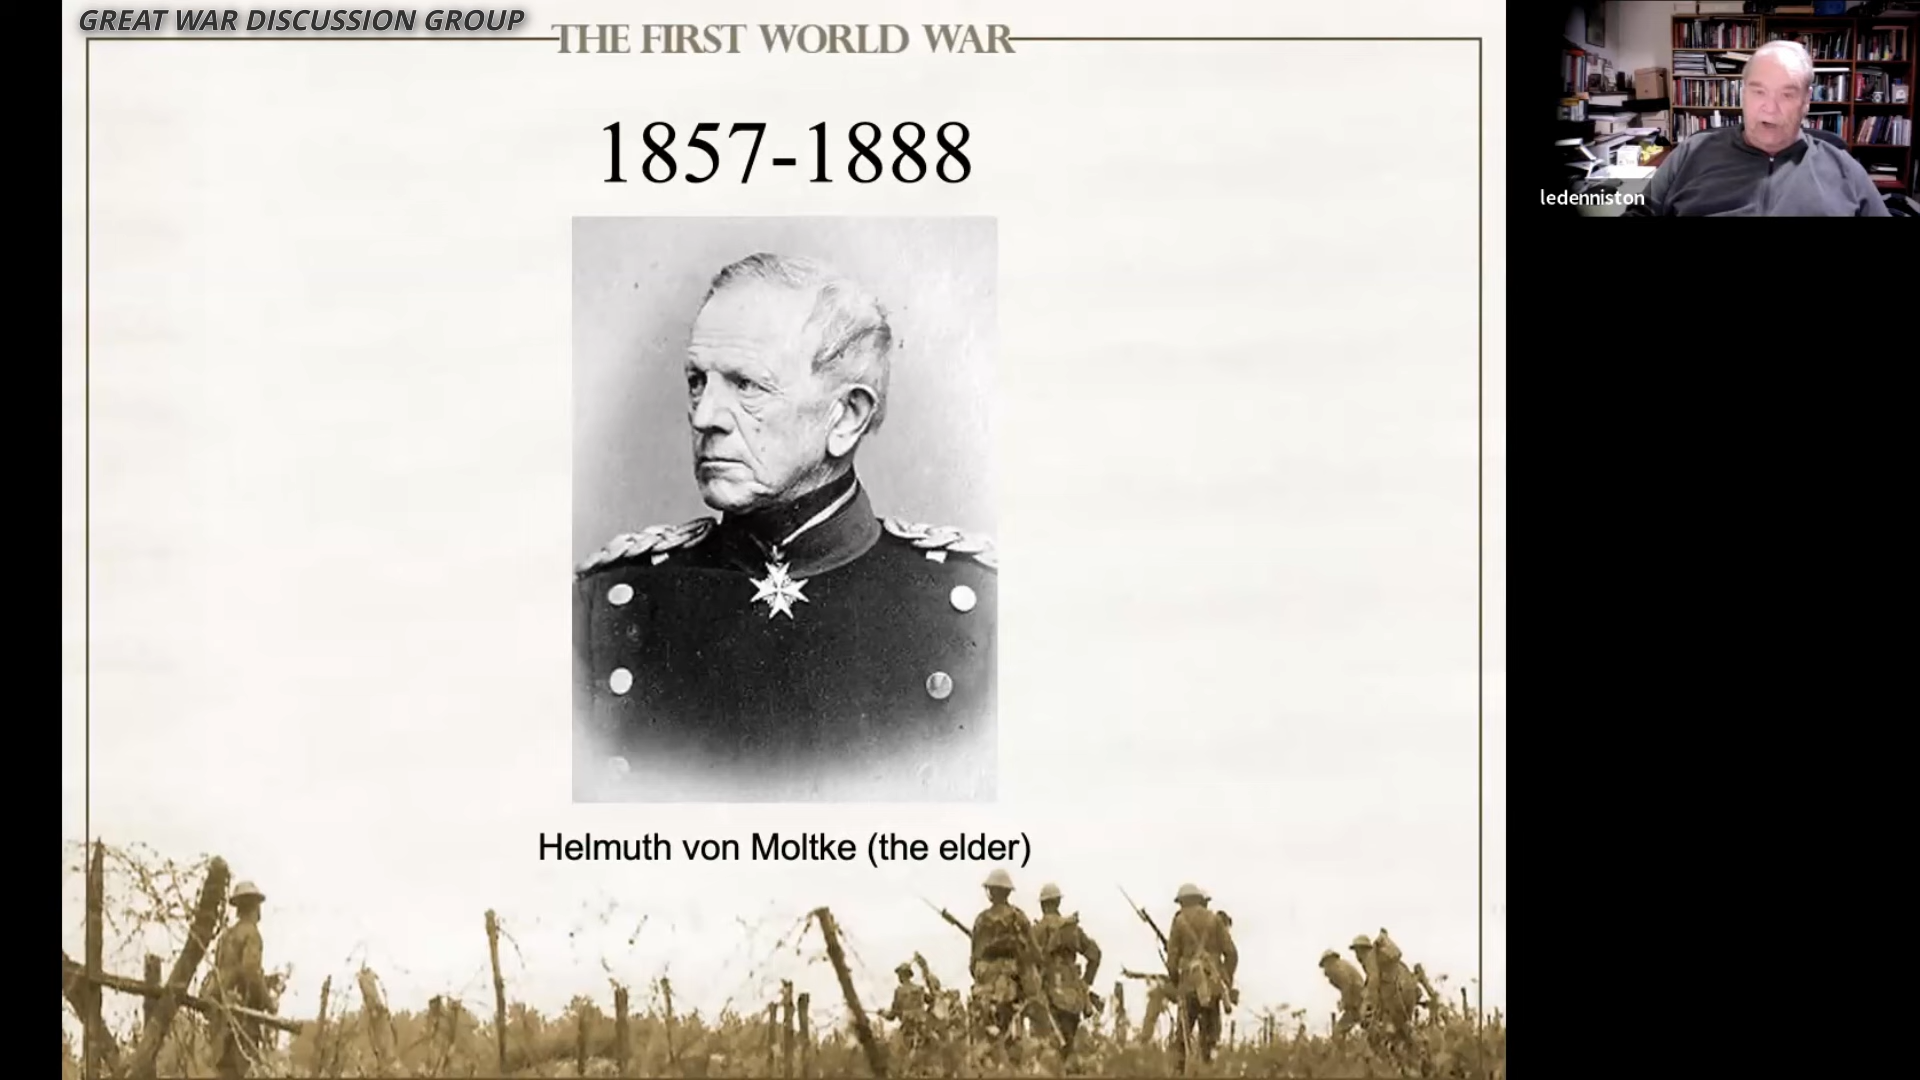 GREAT WAR DISCUSSION GROUP
THE FIRST WORLD WAR
1857-1888
ledenniston
Helmuth von Moltke (the elder)